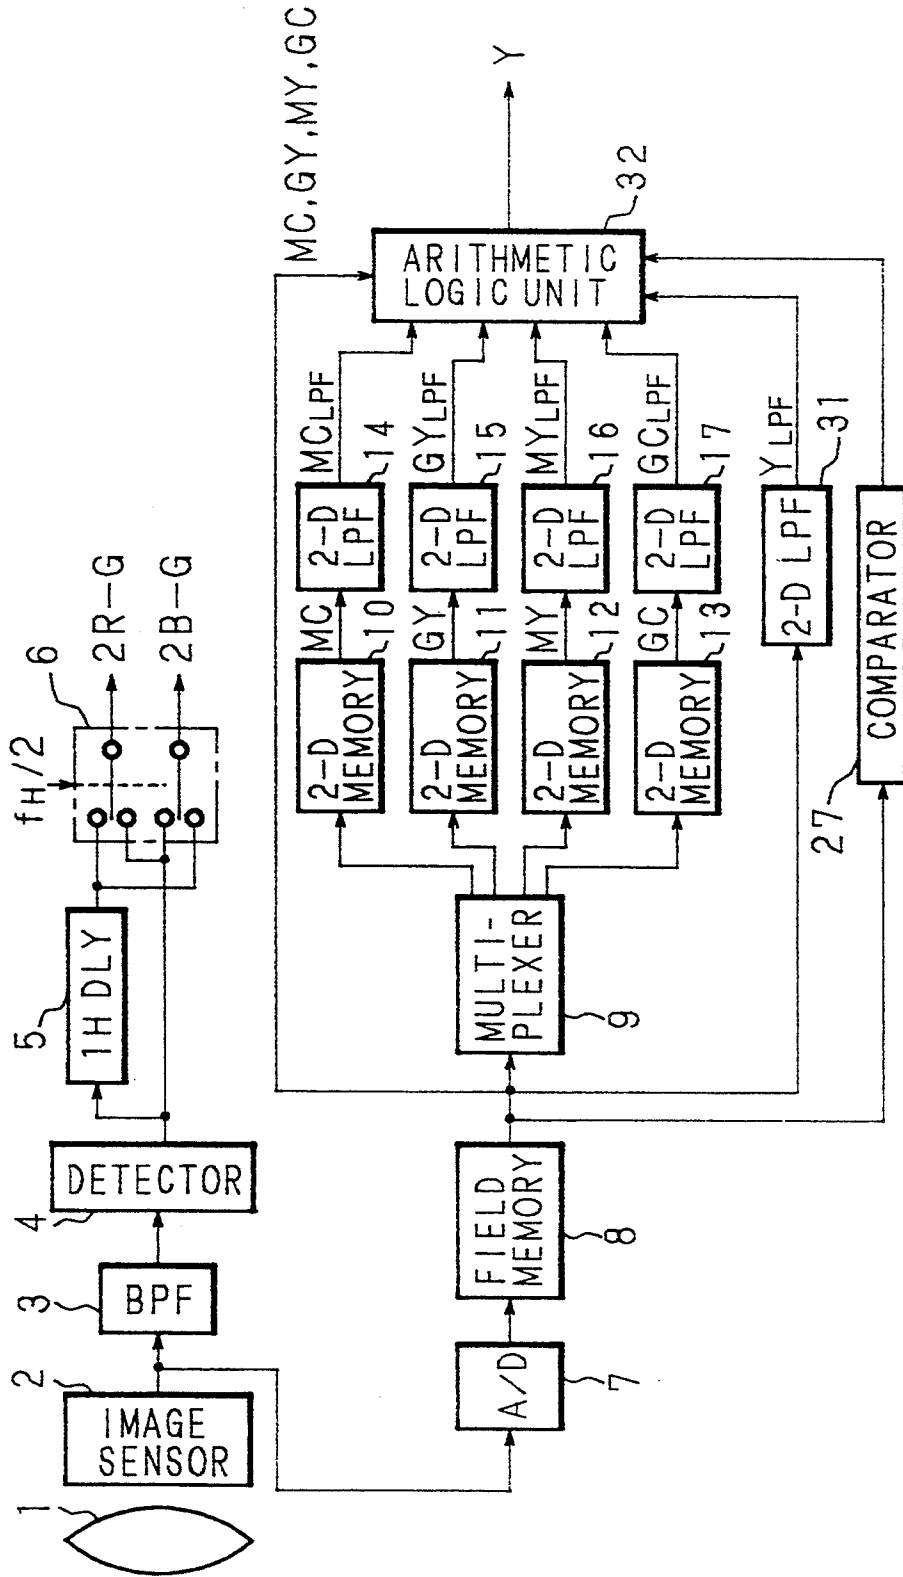 1
2
IMAGE
SENSOR
3
BPF
4
DETECTOR
5
1H DLY
fH/2
6
2R-G
2B-G
7
A/D
8
FIELD
MEMORY
9
MULTI-
PLEXER
2-D
MEMORY
10
MC
2-D
LPF
14
MCLPF
2-D
MEMORY
11
GY
2-D
LPF
15
GYLPF
2-D
MEMORY
12
MY
2-D
LPF
16
MYLPF
2-D
MEMORY
13
GC
2-D
LPF
17
GCLPF
2-D LPF
31
YLPF
27
COMPARATOR
MC,GY,MY,GC
ARITHMETIC
LOGIC UNIT
32
Y